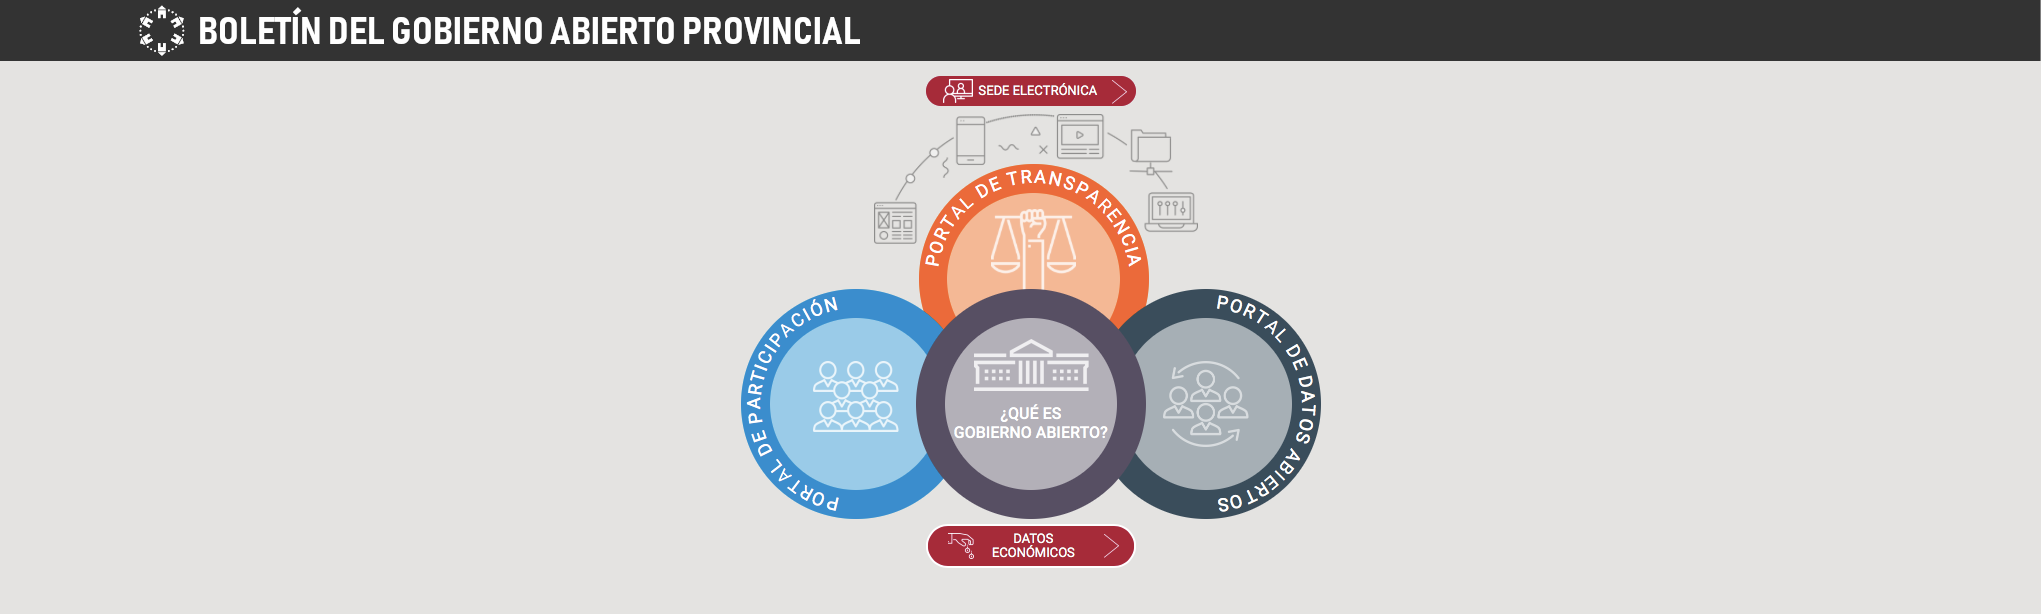 BOLETÍN DEL GOBIERNO ABIERTO PROVINCIAL
SEDE ELECTRÓNICA
PORTAL DE TRANSPARENCIA
PORTAL DE PARTICIPACIÓN
¿QUÉ ES
GOBIERNO ABIERTO?
PORTAL DE DATOS ABIERTOS
DATOS
ECONÓMICOS